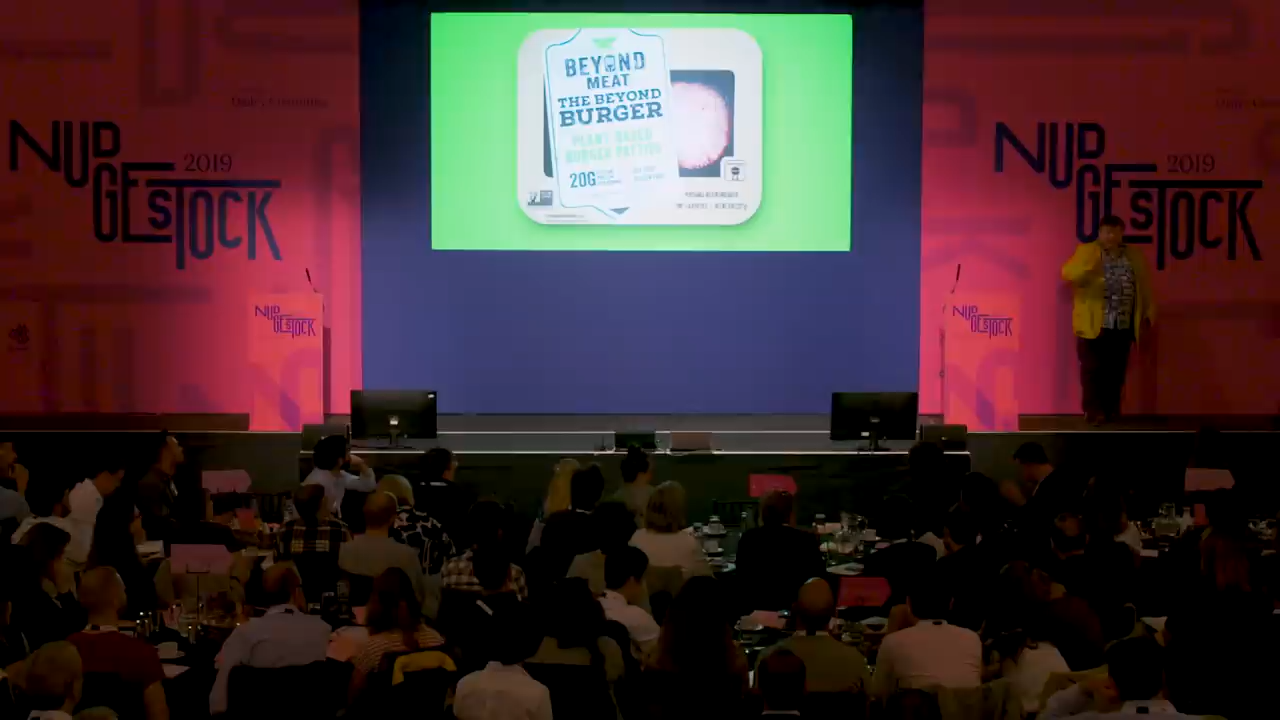 BEYOND
MEAT
THE BEYOND
BURGER
PLANT-BASED
BURGER PATTIES
20G
NUDGESTOCK
2019
NUDGESTOCK
2019
NUDGESTOCK
NUDGESTOCK